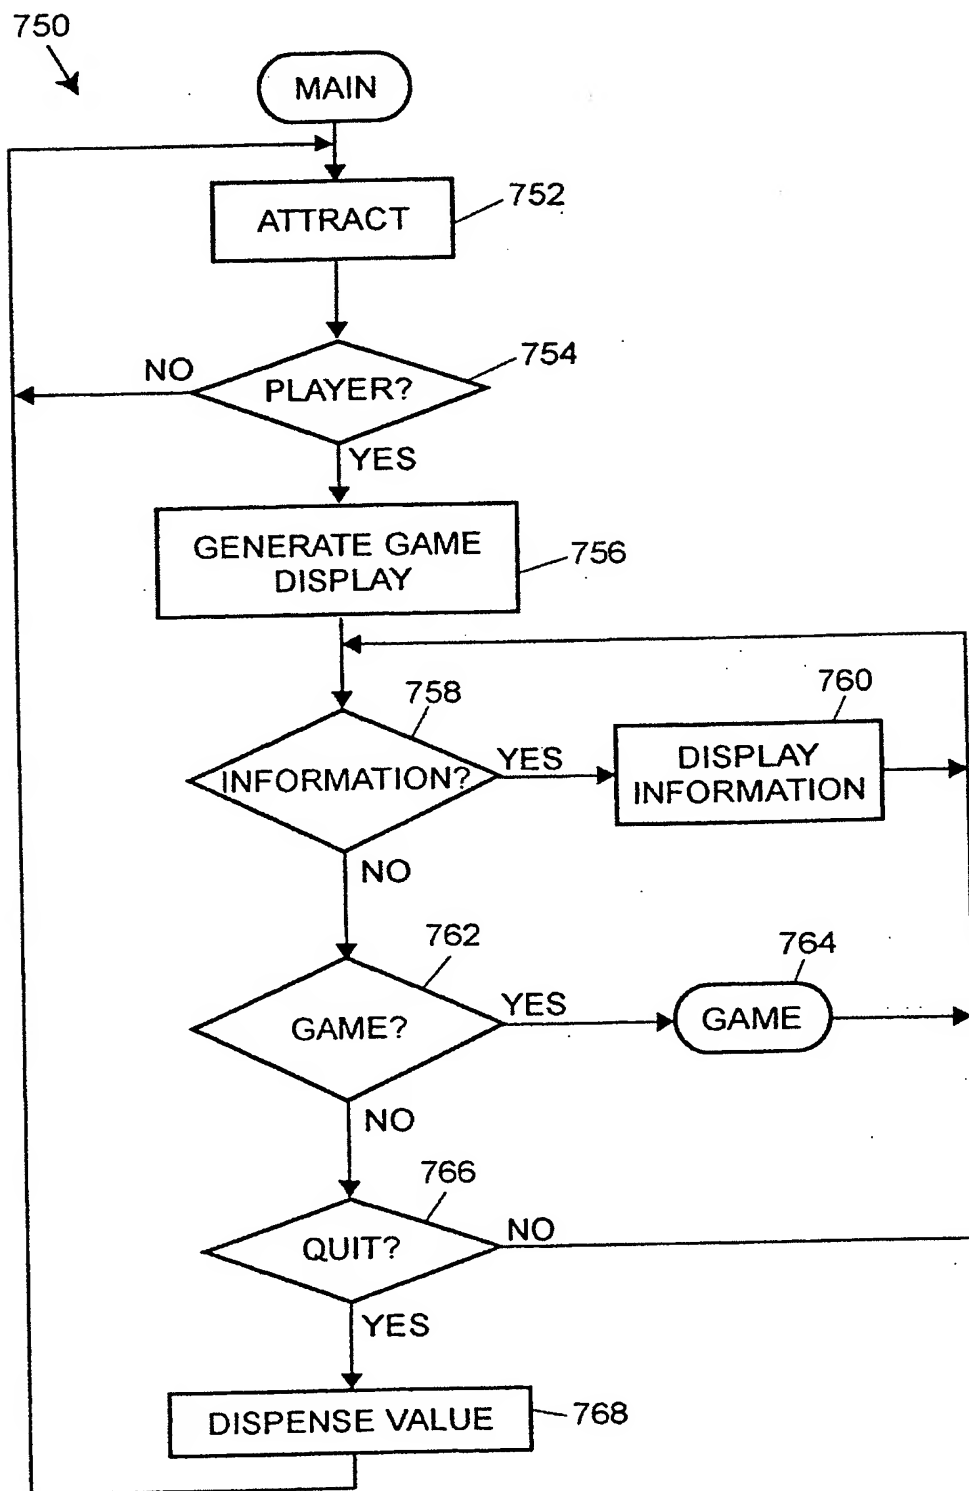 750
MAIN
752
ATTRACT
754
NO
PLAYER?
YES
GENERATE GAME
DISPLAY
756
758
760
INFORMATION?
YES
DISPLAY
INFORMATION
NO
762
764
GAME?
YES
GAME
NO
766
QUIT?
NO
YES
DISPENSE VALUE
768